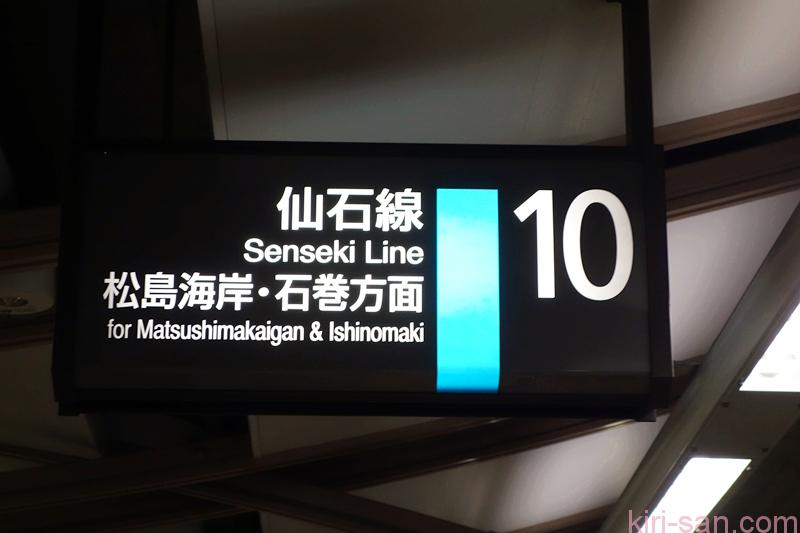 仙石線
Senseki Line
松島海岸・石巻方面
for Matsushimakaigan & Ishinomaki
10
kiri-san.com